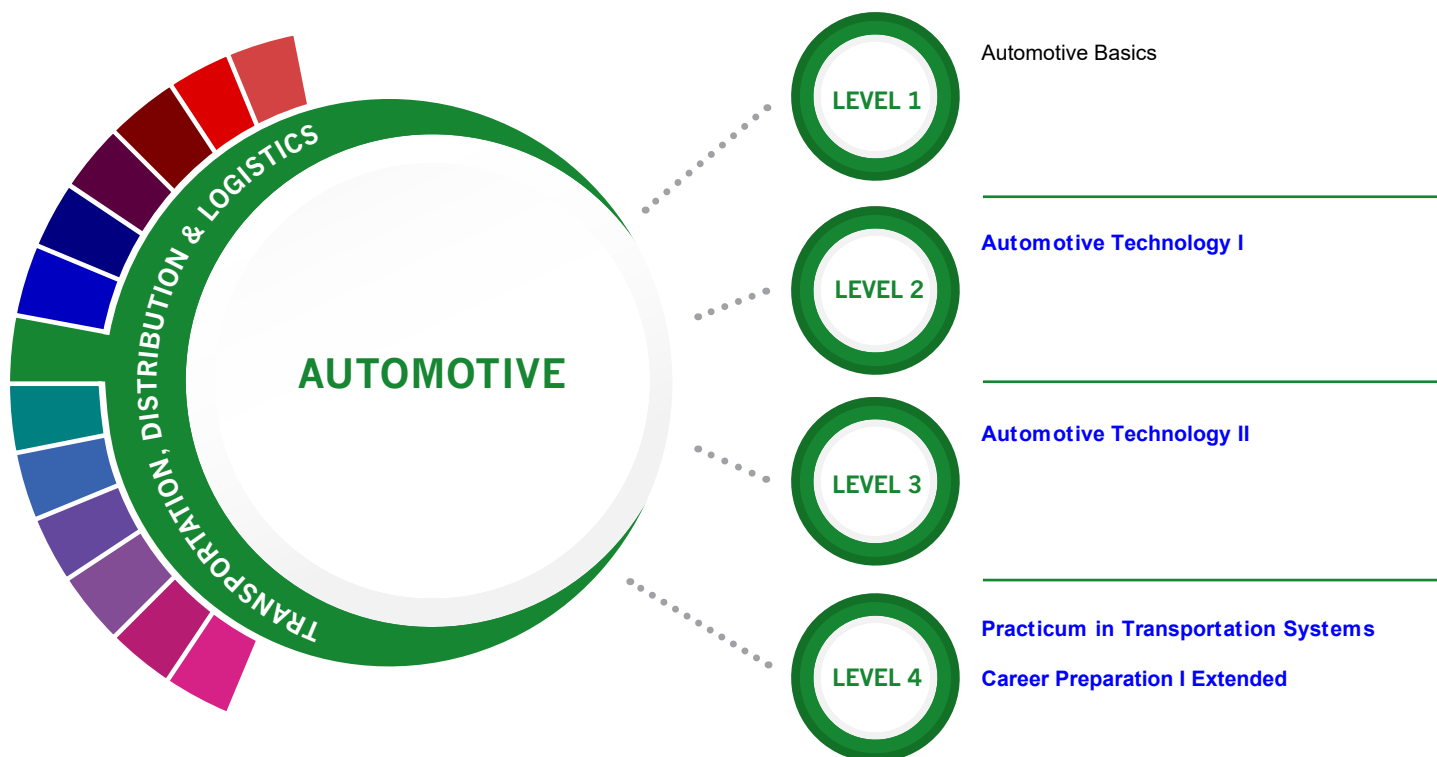 TRANSPORTATION, DISTRIBUTION & LOGISTICS
AUTOMOTIVE
LEVEL 1
Automotive Basics
LEVEL 2
Automotive Technology I
LEVEL 3
Automotive Technology II
LEVEL 4
Practicum in Transportation Systems
Career Preparation I Extended